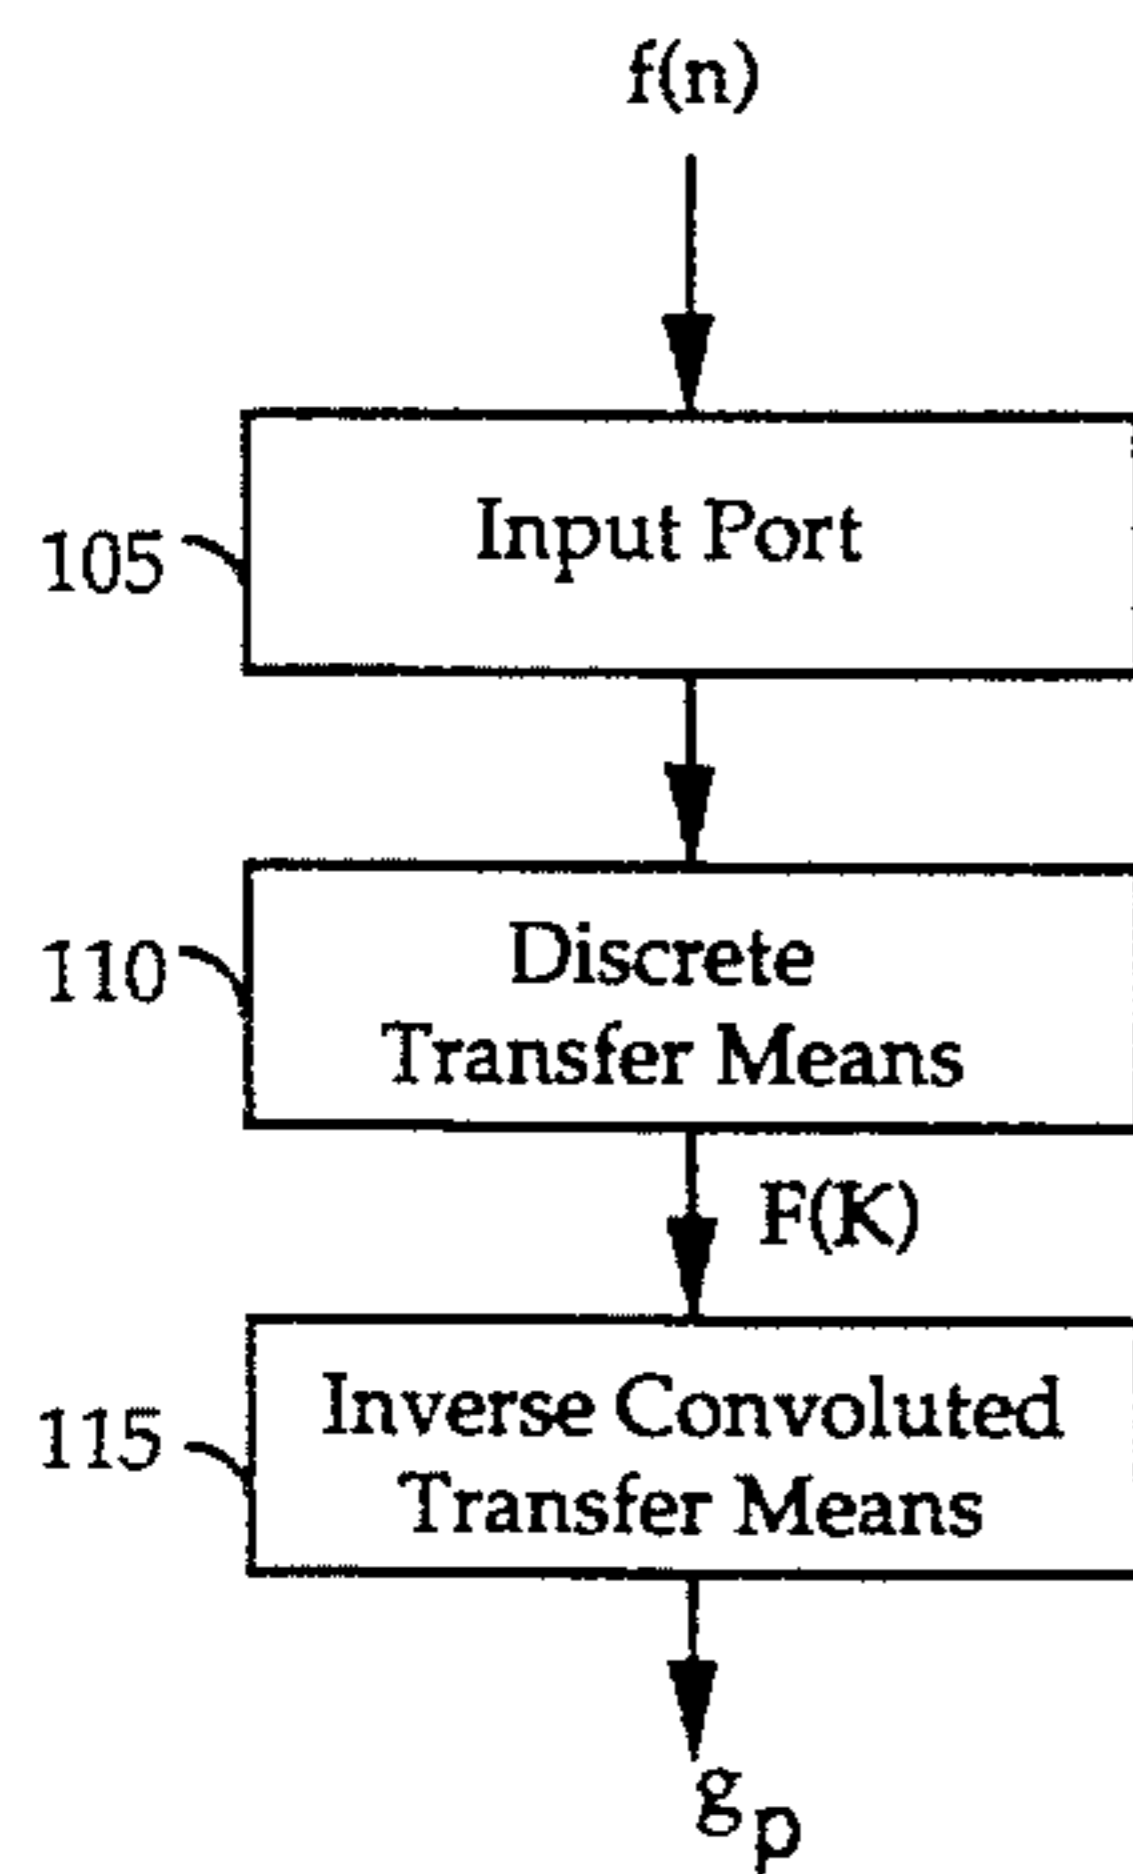 f(n)
105
Input Port
110
Discrete
Transfer Means
F(K)
115
Inverse Convoluted
Transfer Means
gp